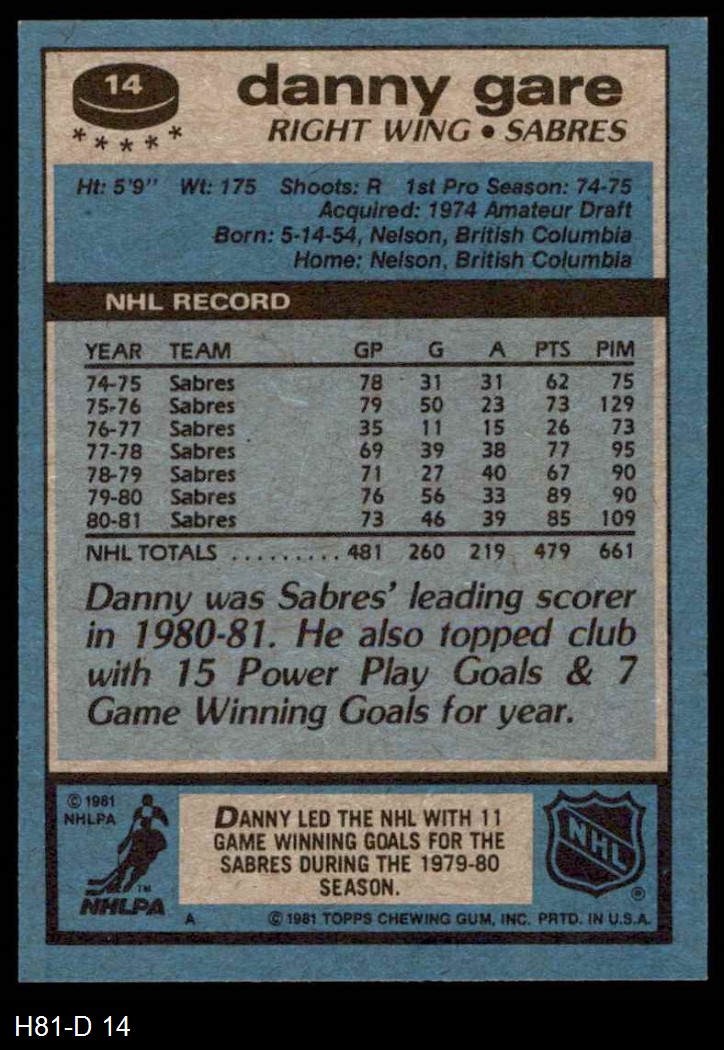 14
danny gare
RIGHT WING • SABRES
Ht: 5'9" Wt: 175 Shoots: R 1st Pro Season: 74-75
Acquired: 1974 Amateur Draft
Born: 5-14-54, Nelson, British Columbia
Home: Nelson, British Columbia
NHL RECORD
YEAR TEAM GP G A PTS PIM
74-75 Sabres 78 31 31 62 75
75-76 Sabres 79 50 23 73 129
76-77 Sabres 35 11 15 26 73
77-78 Sabres 69 39 38 77 95
78-79 Sabres 71 27 40 67 90
79-80 Sabres 76 56 33 89 90
80-81 Sabres 73 46 39 85 109
NHL TOTALS .......... 481 260 219 479 661
Danny was Sabres' leading scorer
in 1980-81. He also topped club
with 15 Power Play Goals & 7
Game Winning Goals for year.
© 1981
NHLPA
TM
NHLPA
DANNY LED THE NHL WITH 11
GAME WINNING GOALS FOR THE
SABRES DURING THE 1979-80
SEASON.
NHL
®
A © 1981 TOPPS CHEWING GUM, INC. PRTD. IN U.S.A.
H81-D 14